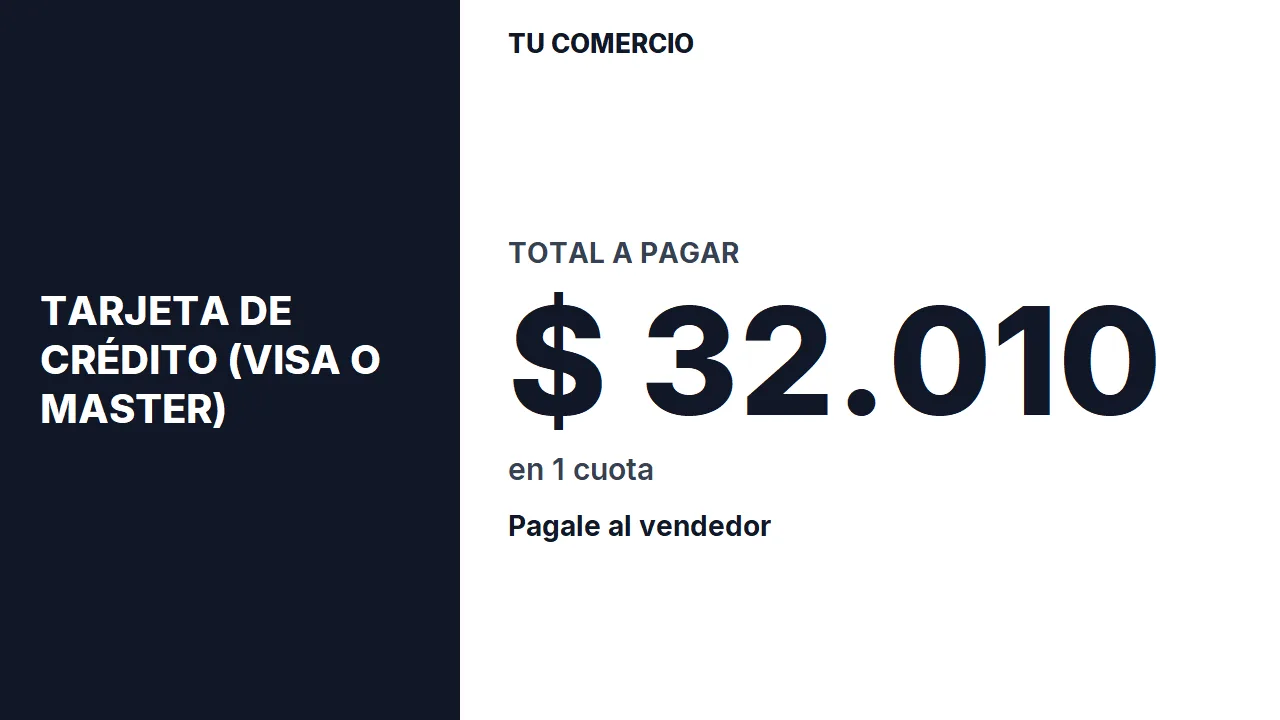 TU COMERCIO
TARJETA DE
CRÉDITO (VISA O
MASTER)
TOTAL A PAGAR
$ 32.010
en 1 cuota
Pagale al vendedor